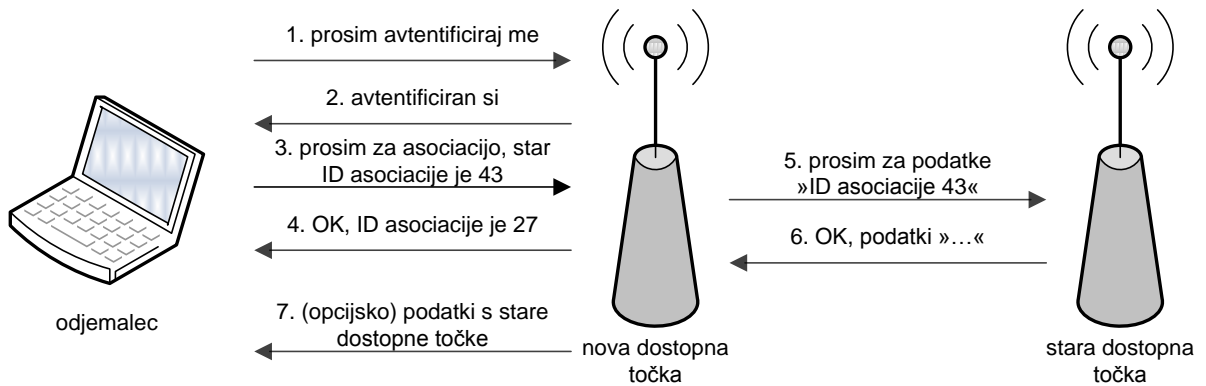 1. prosim avtentificiraj me
2. avtentificiran si
3. prosim za asociacijo, star
ID asociacije je 43
4. OK, ID asociacije je 27
5. prosim za podatke
»ID asociacije 43«
6. OK, podatki »…«
7. (opcijsko) podatki s stare
dostopne točke
odjemalec
nova dostopna
točka
stara dostopna
točka